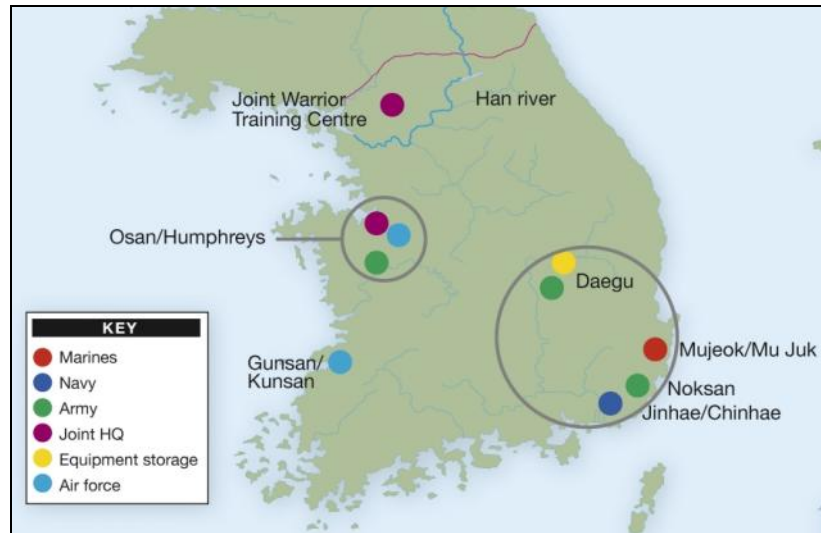 Joint Warrior
Training Centre
Han river
Osan/Humphreys
Daegu
Mujeok/Mu Juk
Gunsan/
Kunsan
Noksan
Jinhae/Chinhae
KEY
Marines
Navy
Army
Joint HQ
Equipment storage
Air force